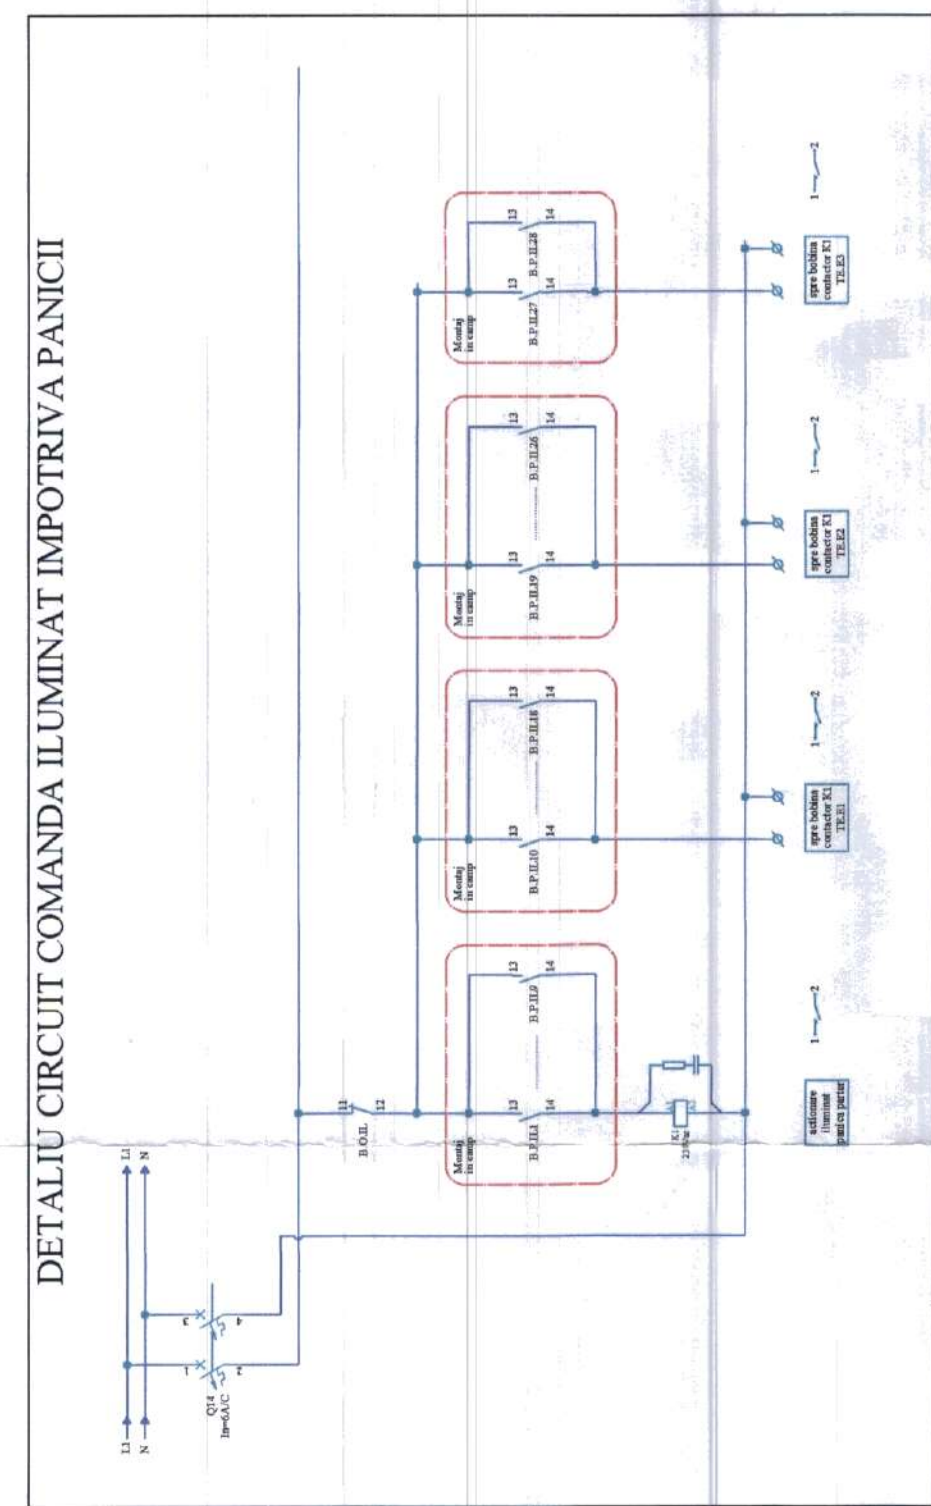 DETALIU CIRCUIT COMANDA ILUMINAT IMPOTRIVA PANICII
L1
N
L1
N
1
3
2
4
Q14
In=6A/C
11
12
B.O.IL
Montaj
in camp
13
14
B.P.IL1
13
14
B.P.IL9
Montaj
in camp
13
14
B.P.IL10
13
14
B.P.IL18
Montaj
in camp
13
14
B.P.IL19
13
14
B.P.IL26
Montaj
in camp
13
14
B.P.IL27
13
14
B.P.IL28
K1
actionare
iluminat
panica parter
1
2
spre bobina
contactor K1
TE.E1
1
2
spre bobina
contactor K1
TE.E2
1
2
spre bobina
contactor K1
TE.E3
1
2